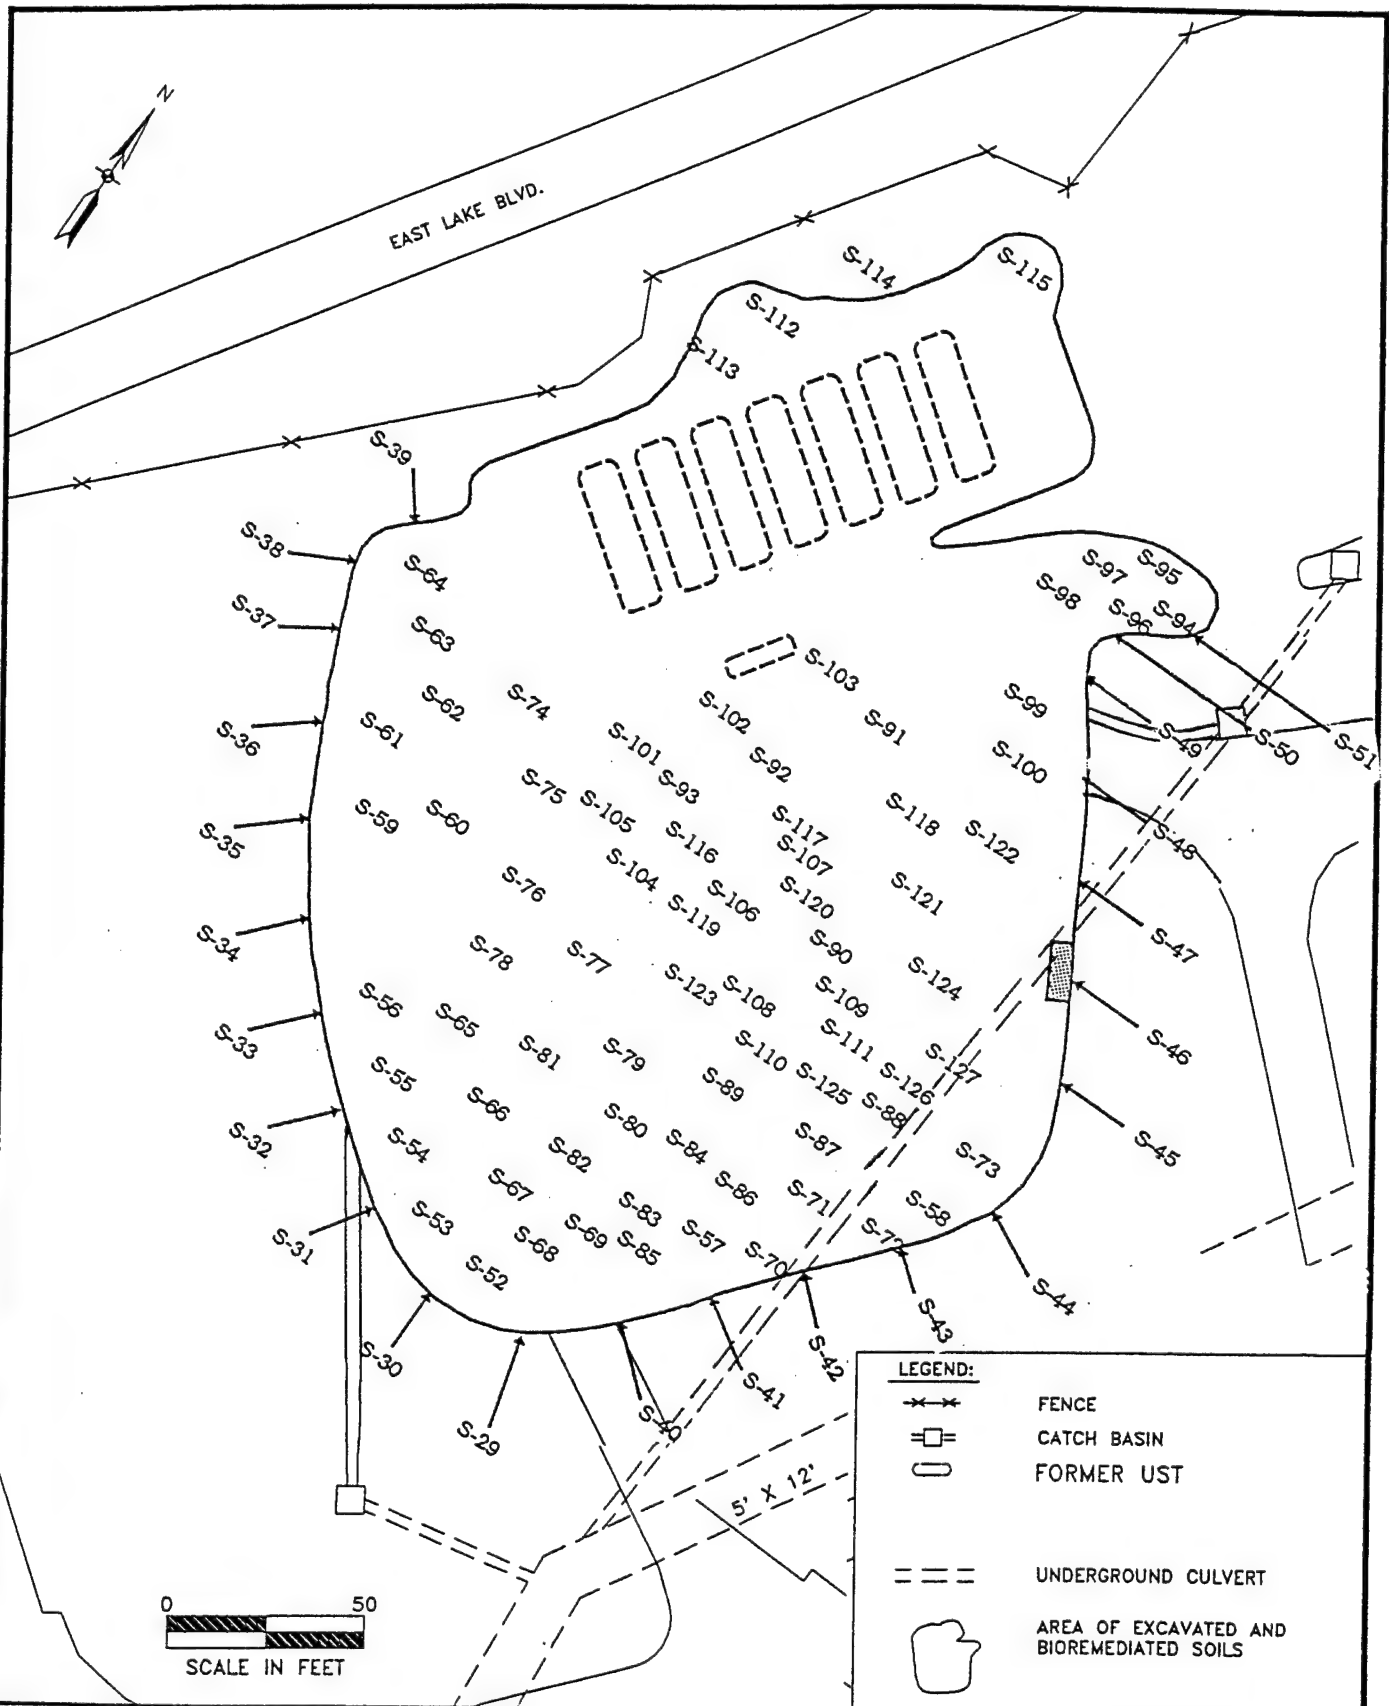 N
EAST LAKE BLVD.
S-114
S-115
S-112
S-113
S-39
S-38
S-64
S-97
S-95
S-98
S-96
S-94
S-37
S-63
S-103
S-62
S-74
S-102
S-99
S-36
S-61
S-101
S-91
S-49
S-50
S-51
S-92
S-100
S-75
S-93
S-35
S-59
S-60
S-105
S-116
S-117
S-118
S-122
S-48
S-107
S-104
S-76
S-106
S-120
S-121
S-119
S-34
S-78
S-77
S-90
S-47
S-123
S-108
S-109
S-124
S-33
S-56
S-65
S-81
S-79
S-110
S-111
S-127
S-46
S-55
S-89
S-125
S-126
S-66
S-88
S-32
S-54
S-80
S-84
S-87
S-45
S-82
S-73
S-67
S-86
S-71
S-31
S-53
S-83
S-58
S-68
S-69
S-85
S-57
S-70
S-72
S-52
S-44
S-30
S-43
S-42
S-41
S-29
S-40
5' X 12'
LEGEND:
FENCE
CATCH BASIN
FORMER UST
UNDERGROUND CULVERT
AREA OF EXCAVATED AND
BIOREMEDIATED SOILS
0 50
SCALE IN FEET